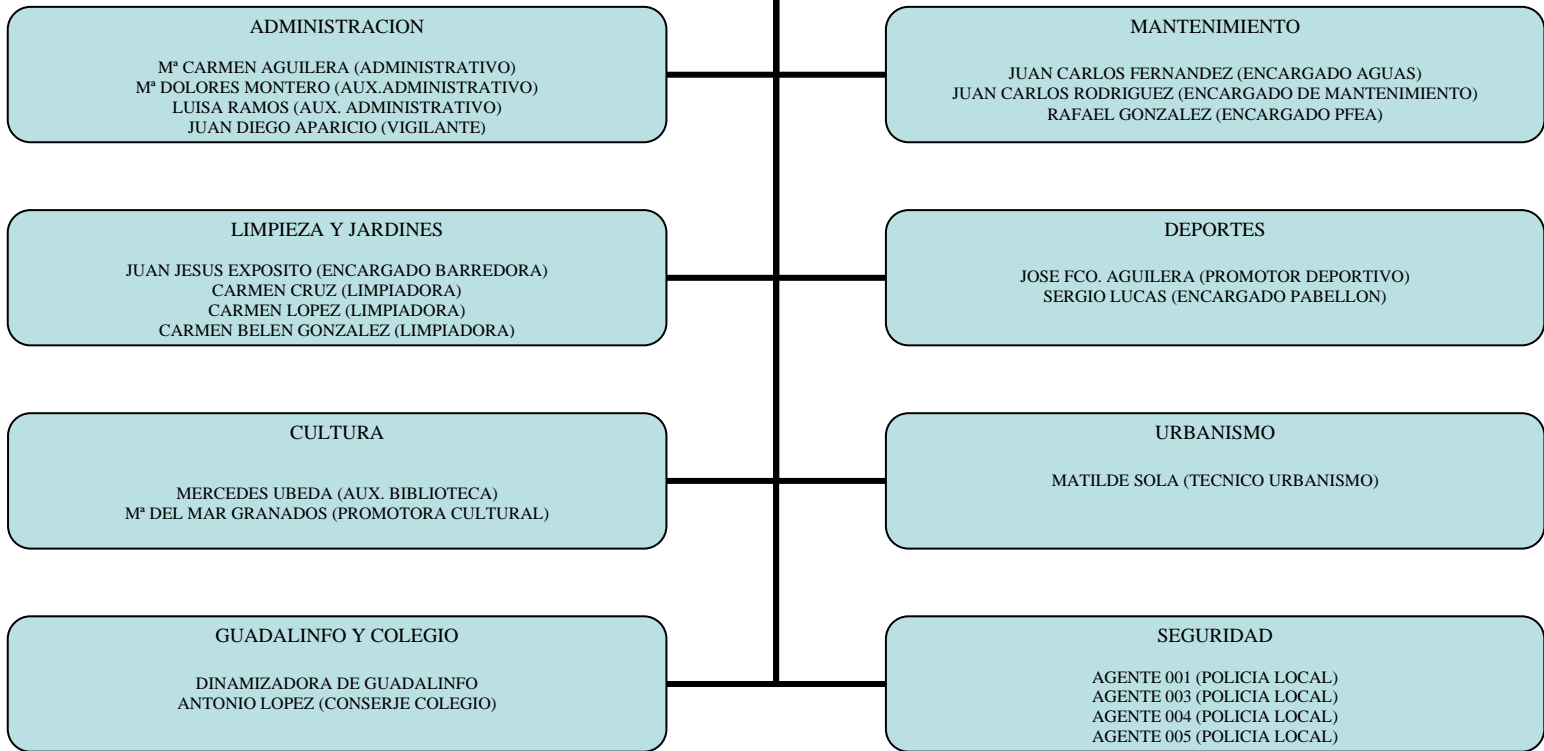 ADMINISTRACION
Mª CARMEN AGUILERA (ADMINISTRATIVO)
Mª DOLORES MONTERO (AUX.ADMINISTRATIVO)
LUISA RAMOS (AUX. ADMINISTRATIVO)
JUAN DIEGO APARICIO (VIGILANTE)
MANTENIMIENTO
JUAN CARLOS FERNANDEZ (ENCARGADO AGUAS)
JUAN CARLOS RODRIGUEZ (ENCARGADO DE MANTENIMIENTO)
RAFAEL GONZALEZ (ENCARGADO PFEA)
LIMPIEZA Y JARDINES
JUAN JESUS EXPOSITO (ENCARGADO BARREDORA)
CARMEN CRUZ (LIMPIADORA)
CARMEN LOPEZ (LIMPIADORA)
CARMEN BELEN GONZALEZ (LIMPIADORA)
DEPORTES
JOSE FCO. AGUILERA (PROMOTOR DEPORTIVO)
SERGIO LUCAS (ENCARGADO PABELLON)
CULTURA
MERCEDES UBEDA (AUX. BIBLIOTECA)
Mª DEL MAR GRANADOS (PROMOTORA CULTURAL)
URBANISMO
MATILDE SOLA (TECNICO URBANISMO)
GUADALINFO Y COLEGIO
DINAMIZADORA DE GUADALINFO
ANTONIO LOPEZ (CONSERJE COLEGIO)
SEGURIDAD
AGENTE 001 (POLICIA LOCAL)
AGENTE 003 (POLICIA LOCAL)
AGENTE 004 (POLICIA LOCAL)
AGENTE 005 (POLICIA LOCAL)